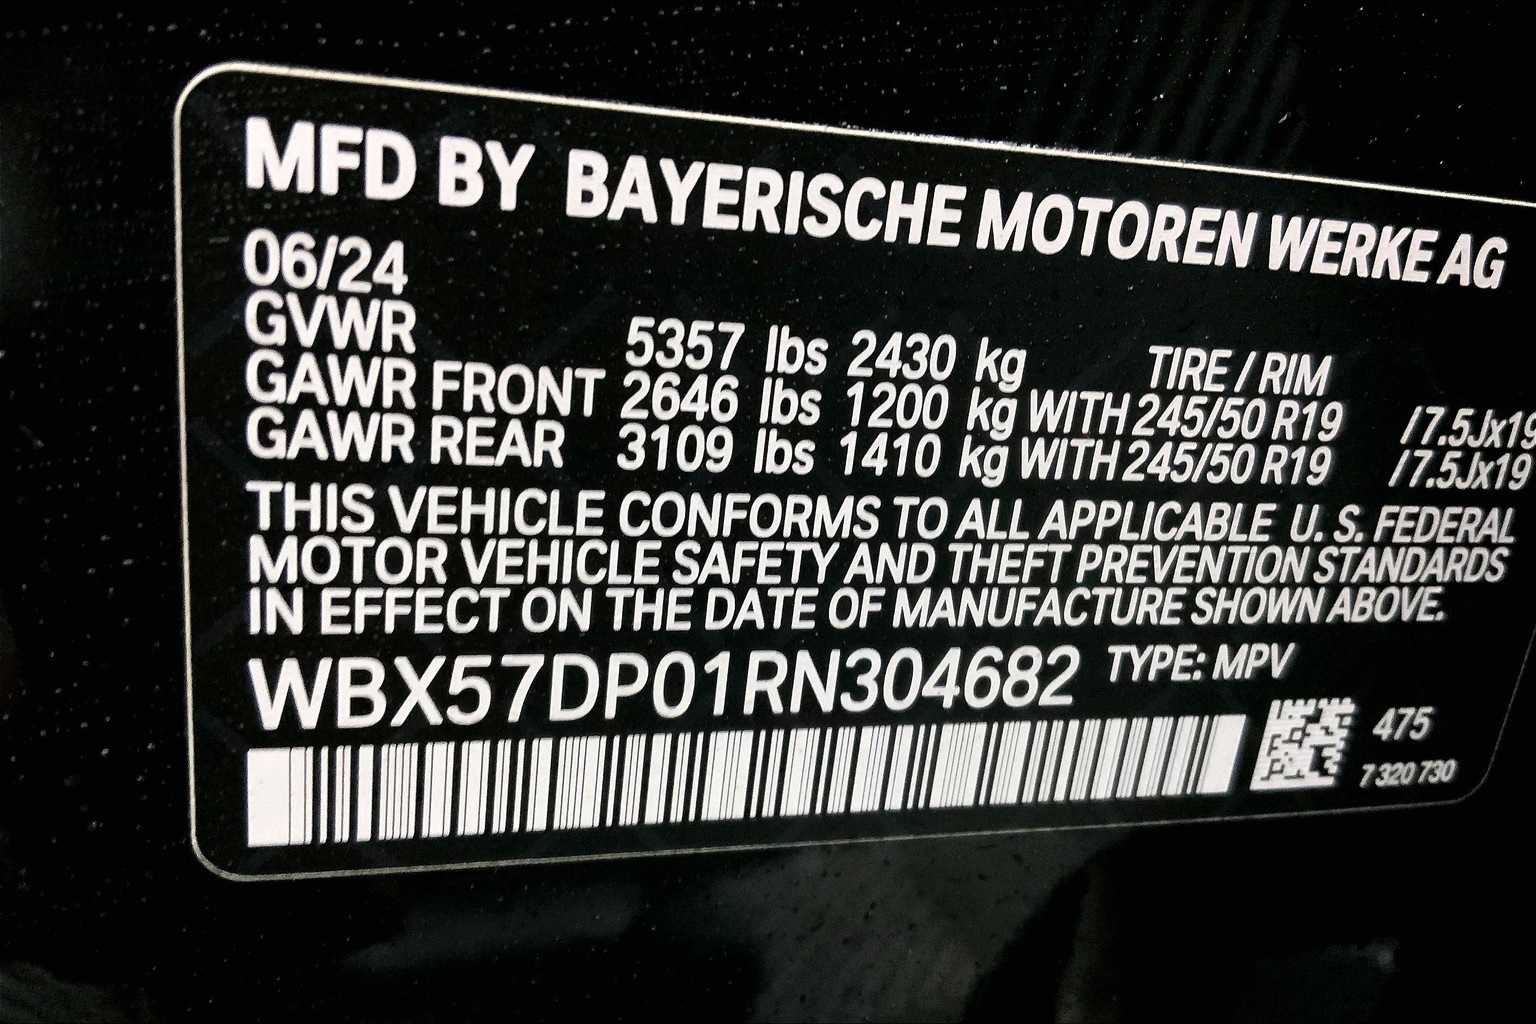 MFD BY BAYERISCHE MOTOREN WERKE AG
06/24
GVWR 5357 lbs 2430 kg TIRE / RIM
GAWR FRONT 2646 lbs 1200 kg WITH 245/50 R19 /7.5Jx19
GAWR REAR 3109 lbs 1410 kg WITH 245/50 R19 /7.5Jx19
THIS VEHICLE CONFORMS TO ALL APPLICABLE U. S. FEDERAL
MOTOR VEHICLE SAFETY AND THEFT PREVENTION STANDARDS
IN EFFECT ON THE DATE OF MANUFACTURE SHOWN ABOVE.
WBX57DP01RN304682 TYPE: MPV
475
7 320 730